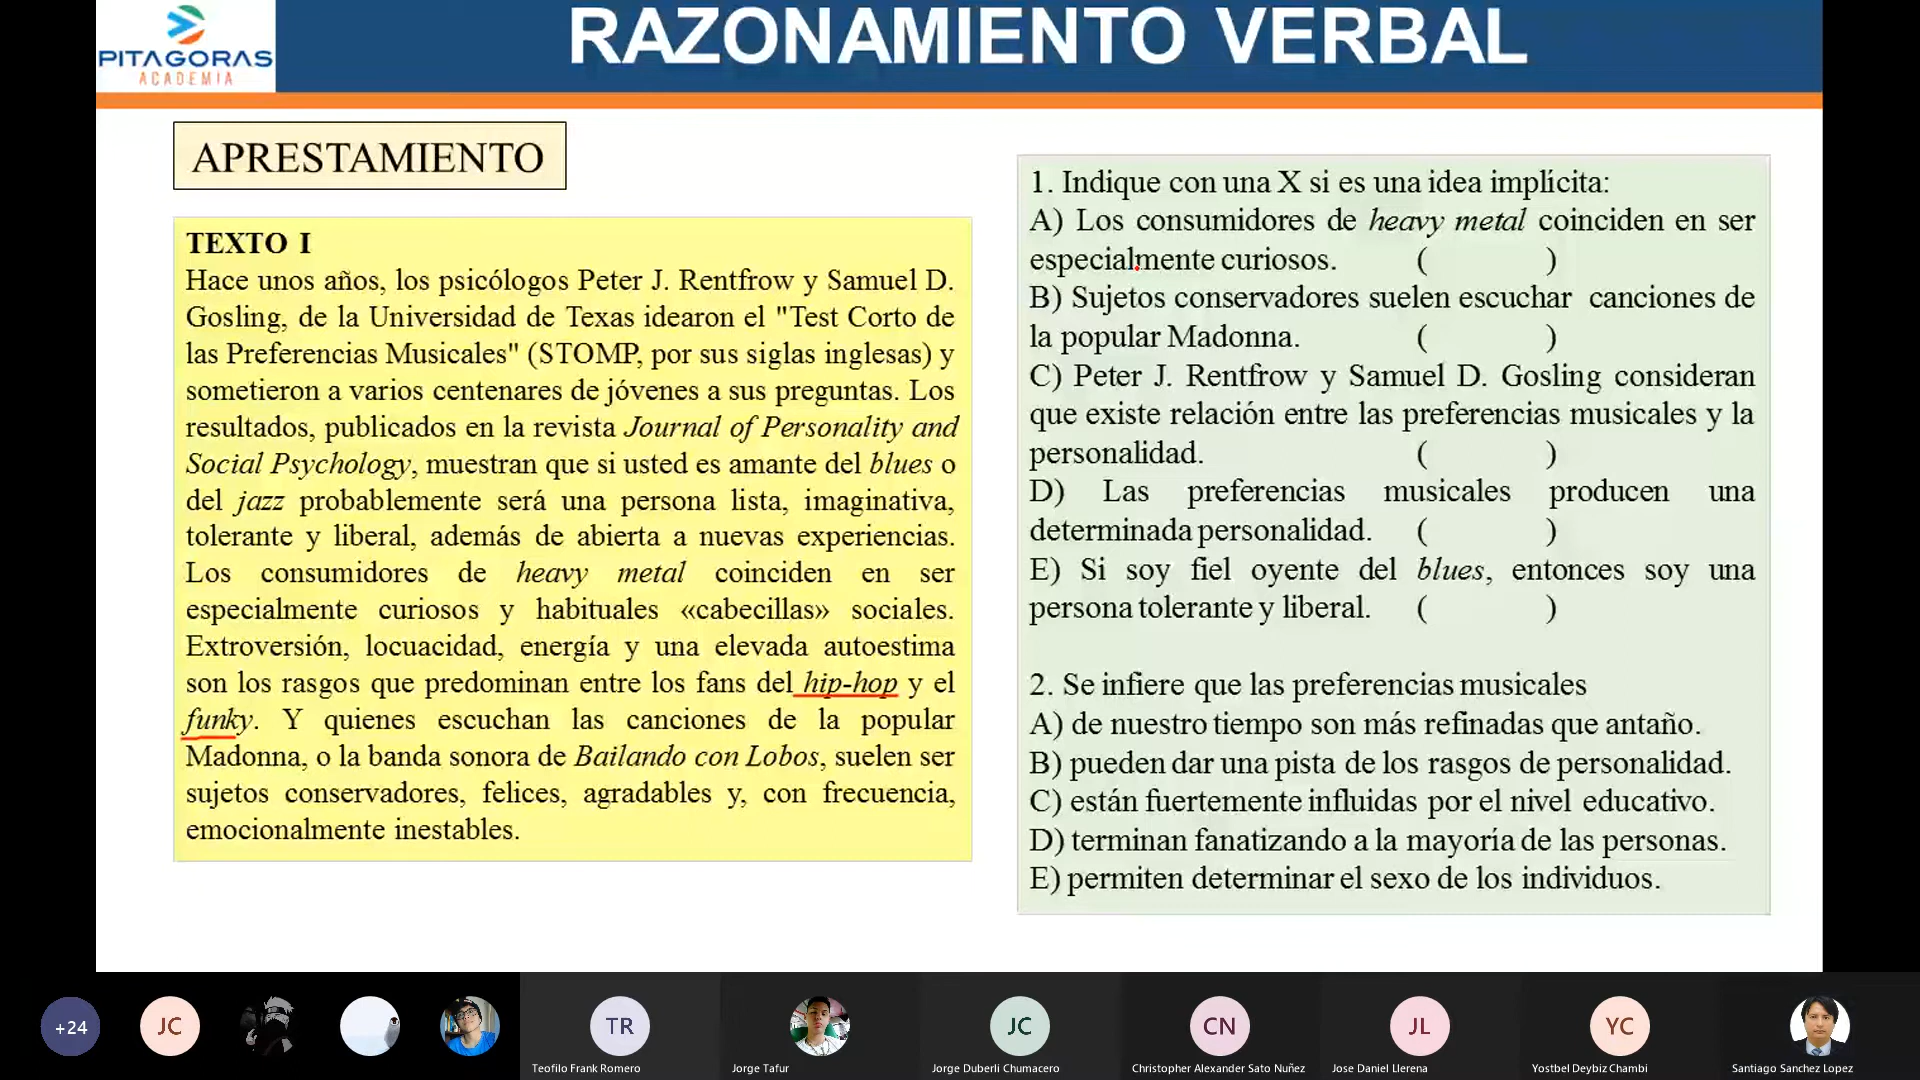 PITAGORAS
ACADEMIA
RAZONAMIENTO VERBAL
APRESTAMIENTO
TEXTO I
Hace unos años, los psicólogos Peter J. Rentfrow y Samuel D.
Gosling, de la Universidad de Texas idearon el "Test Corto de
las Preferencias Musicales" (STOMP, por sus siglas inglesas) y
sometieron a varios centenares de jóvenes a sus preguntas. Los
resultados, publicados en la revista Journal of Personality and
Social Psychology, muestran que si usted es amante del blues o
del jazz probablemente será una persona lista, imaginativa,
tolerante y liberal, además de abierta a nuevas experiencias.
Los consumidores de heavy metal coinciden en ser
especialmente curiosos y habituales «cabecillas» sociales.
Extroversión, locuacidad, energía y una elevada autoestima
son los rasgos que predominan entre los fans del hip-hop y el
funky. Y quienes escuchan las canciones de la popular
Madonna, o la banda sonora de Bailando con Lobos, suelen ser
sujetos conservadores, felices, agradables y, con frecuencia,
emocionalmente inestables.
1. Indique con una X si es una idea implícita:
A) Los consumidores de heavy metal coinciden en ser
especialmente curiosos. ( )
B) Sujetos conservadores suelen escuchar canciones de
la popular Madonna. ( )
C) Peter J. Rentfrow y Samuel D. Gosling consideran
que existe relación entre las preferencias musicales y la
personalidad. ( )
D) Las preferencias musicales producen una
determinada personalidad. ( )
E) Si soy fiel oyente del blues, entonces soy una
persona tolerante y liberal. ( )
2. Se infiere que las preferencias musicales
A) de nuestro tiempo son más refinadas que antaño.
B) pueden dar una pista de los rasgos de personalidad.
C) están fuertemente influidas por el nivel educativo.
D) terminan fanatizando a la mayoría de las personas.
E) permiten determinar el sexo de los individuos.
+24
JC
TR
JC
CN
JL
YC
Teofilo Frank Romero
Jorge Tafur
Jorge Duberli Chumacero
Christopher Alexander Sato Nuñez
Jose Daniel Llerena
Yostbel Deybiz Chambi
Santiago Sanchez Lopez